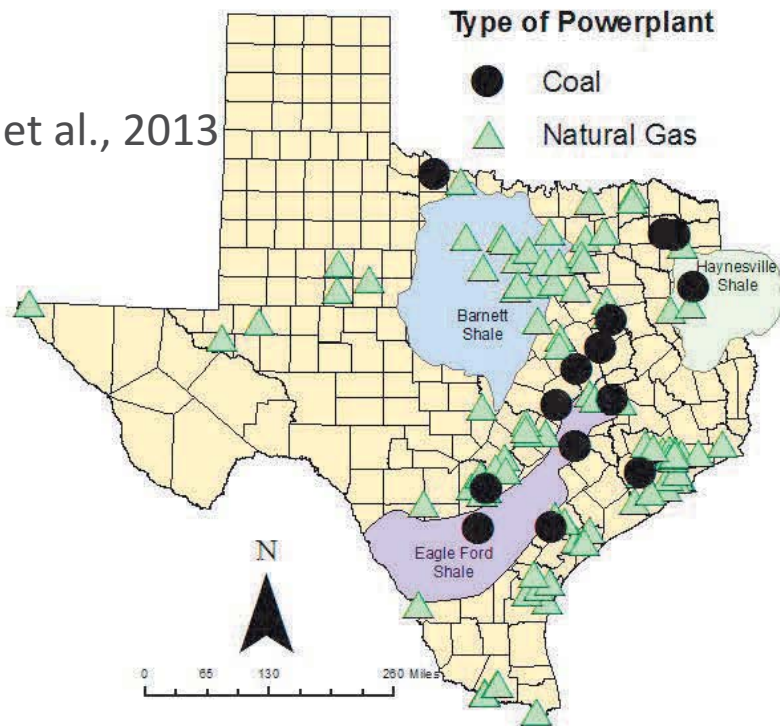 Type of Powerplant
Coal
et al., 2013
Natural Gas
Haynesville
Shale
Barnett
Shale
Eagle Ford
Shale
N
0 65 130 260 Miles